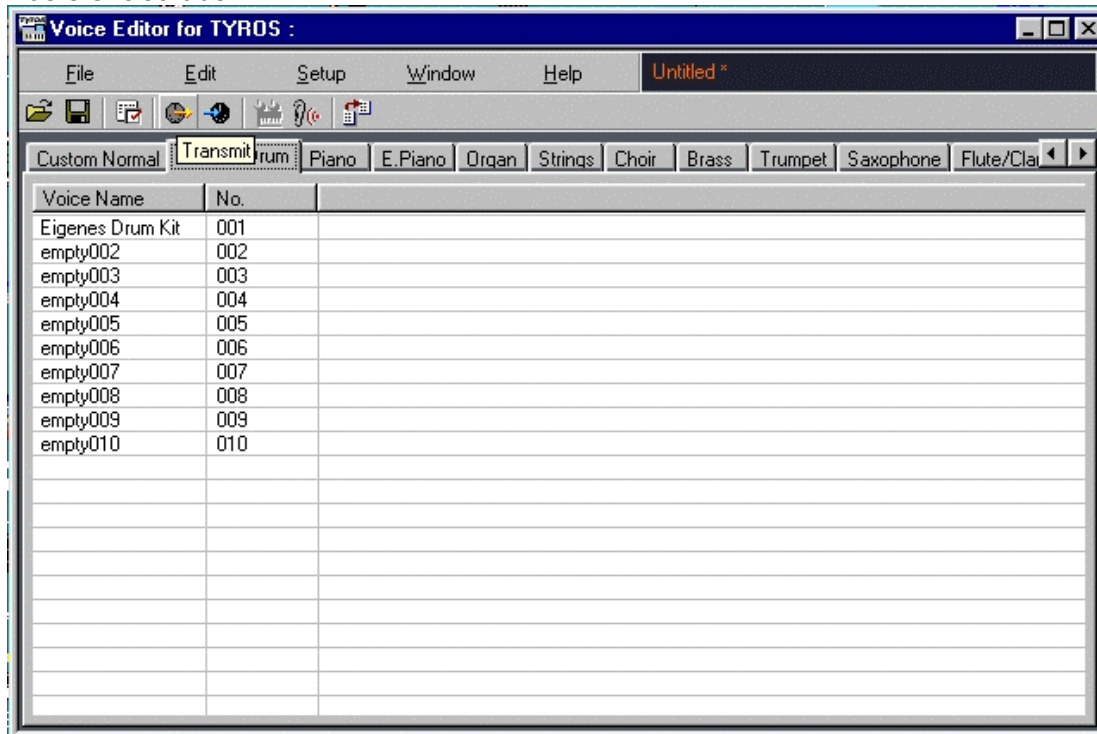 Voice Editor for TYROS :
File Edit Setup Window Help Untitled *
Transmit
Custom Normal rum Piano E.Piano Organ Strings Choir Brass Trumpet Saxophone Flute/Cla
Voice Name No.
Eigenes Drum Kit 001
empty002 002
empty003 003
empty004 004
empty005 005
empty006 006
empty007 007
empty008 008
empty009 009
empty010 010